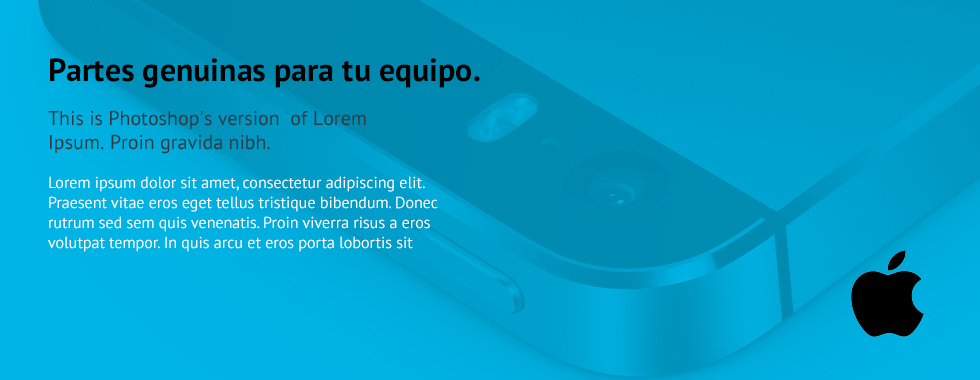 Partes genuinas para tu equipo.
This is Photoshop's version  of Lorem
Ipsum. Proin gravida nibh.
Lorem ipsum dolor sit amet, consectetur adipiscing elit.
Praesent vitae eros eget tellus tristique bibendum. Donec
rutrum sed sem quis venenatis. Proin viverra risus a eros
volutpat tempor. In quis arcu et eros porta lobortis sit